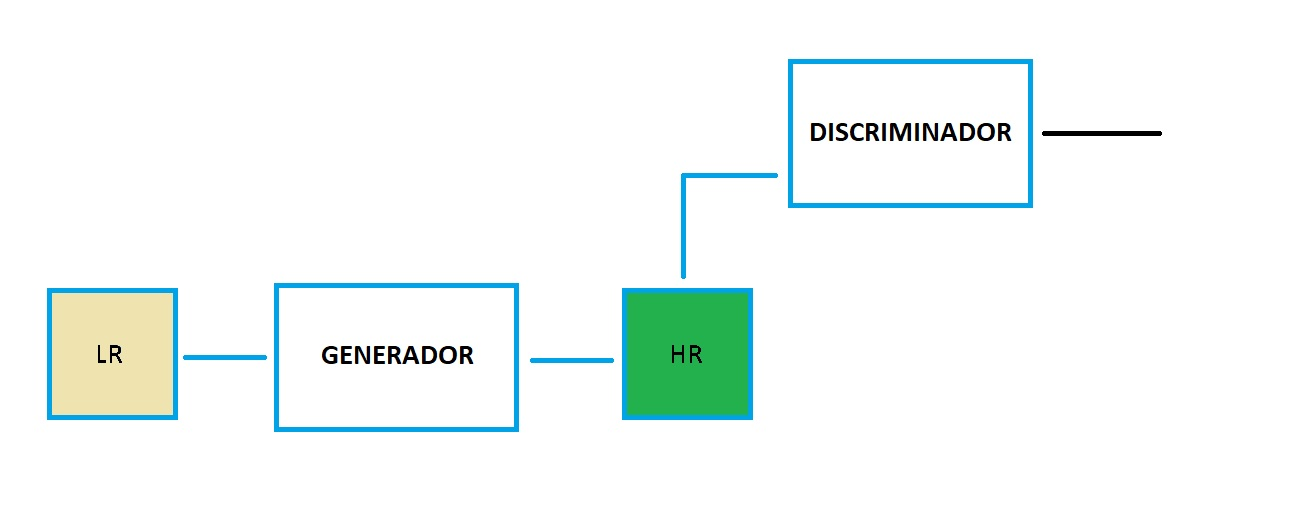 DISCRIMINADOR
LR
GENERADOR
HR